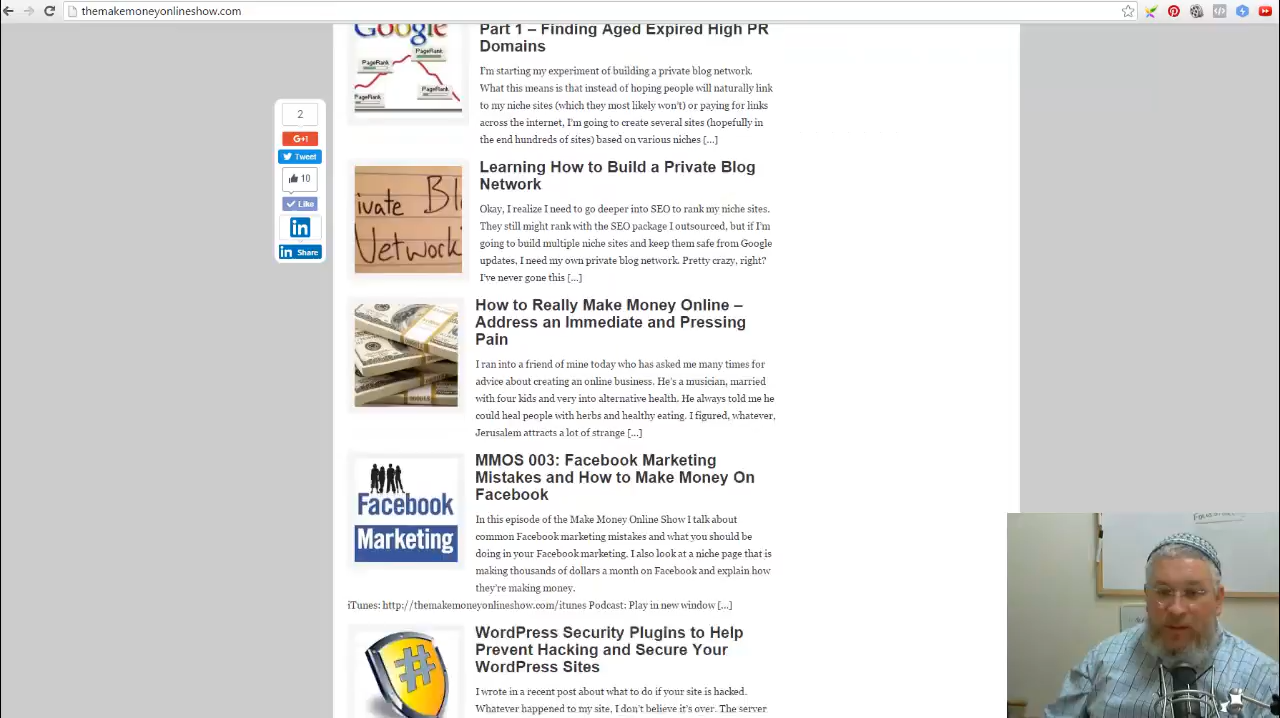 themakemoneyonlineshow.com
Google
PageRank
PageRank
PageRank
PageRank
Part 1 – Finding Aged Expired High PR
Domains
I'm starting my experiment of building a private blog network.
What this means is that instead of hoping people will naturally link
to my niche sites (which they most likely won't) or paying for links
across the internet, I'm going to create several sites (hopefully in
the end hundreds of sites) based on various niches [...]
2
G+1
Tweet
10
Like
in
in Share
ivate Bl
Network
Learning How to Build a Private Blog
Network
Okay, I realize I need to go deeper into SEO to rank my niche sites.
They still might rank with the SEO package I outsourced, but if I'm
going to build multiple niche sites and keep them safe from Google
updates, I need my own private blog network. Pretty crazy, right?
I've never gone this [...]
How to Really Make Money Online –
Address an Immediate and Pressing
Pain
I ran into a friend of mine today who has asked me many times for
advice about creating an online business. He's a musician, married
with four kids and very into alternative health. He always told me he
could heal people with herbs and healthy eating. I figured, whatever,
Jerusalem attracts a lot of strange [...]
Facebook
Marketing
MMOS 003: Facebook Marketing
Mistakes and How to Make Money On
Facebook
In this episode of the Make Money Online Show I talk about
common Facebook marketing mistakes and what you should be
doing in your Facebook marketing. I also look at a niche page that is
making thousands of dollars a month on Facebook and explain how
they're making money.
iTunes: http://themakemoneyonlineshow.com/itunes Podcast: Play in new window [...]
#
WordPress Security Plugins to Help
Prevent Hacking and Secure Your
WordPress Sites
I wrote in a recent post about what to do if your site is hacked.
Whatever happened to my site, I don't believe it's over. The server